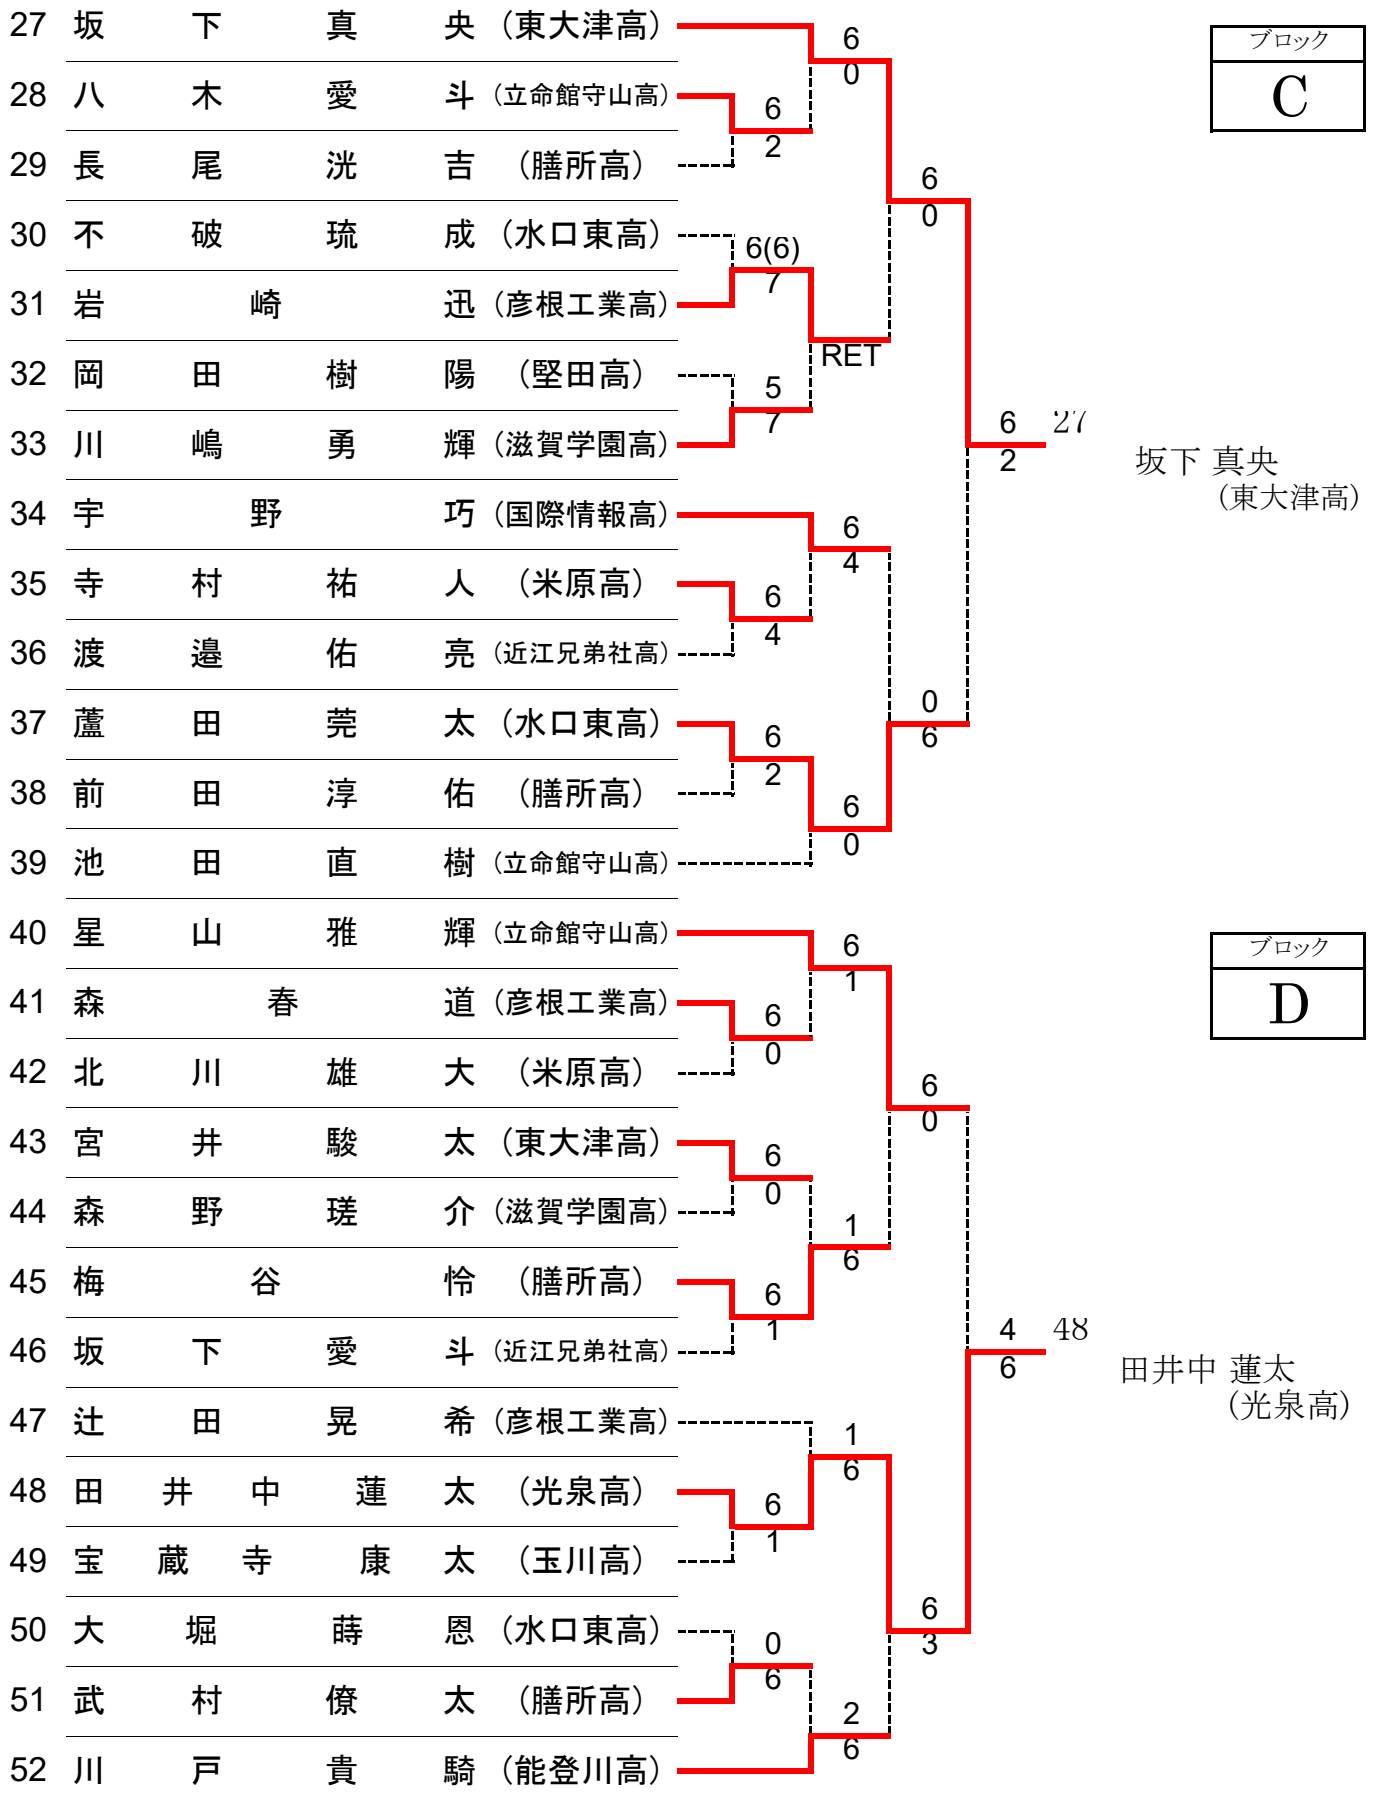 27 坂下真央 (東大津高)
28 八木愛斗 (立命館守山高)
29 長尾洸吉 (膳所高)
30 不破琉成 (水口東高)
31 岩崎迅 (彦根工業高)
32 岡田樹陽 (堅田高)
33 川嶋勇輝 (滋賀学園高)
34 宇野巧 (国際情報高)
35 寺村祐人 (米原高)
36 渡邉佑亮 (近江兄弟社高)
37 蘆田莞太 (水口東高)
38 前田淳佑 (膳所高)
39 池田直樹 (立命館守山高)
6
0
6
2
6(6)
7
5
7
RET
6
0
6
4
6
4
6
2
6
0
0
6
6
2
27
坂下 真央
(東大津高)
ブロック
C
40 星山雅輝 (立命館守山高)
41 森春道 (彦根工業高)
42 北川雄大 (米原高)
43 宮井駿太 (東大津高)
44 森野瑳介 (滋賀学園高)
45 梅谷怜 (膳所高)
46 坂下愛斗 (近江兄弟社高)
47 辻田晃希 (彦根工業高)
48 田井中蓮太 (光泉高)
49 宝蔵寺康太 (玉川高)
50 大堀蒔恩 (水口東高)
51 武村僚太 (膳所高)
52 川戸貴騎 (能登川高)
6
1
6
0
6
0
6
0
1
6
6
1
1
6
6
1
6
3
0
6
2
6
4
6
48
田井中 蓮太
(光泉高)
ブロック
D